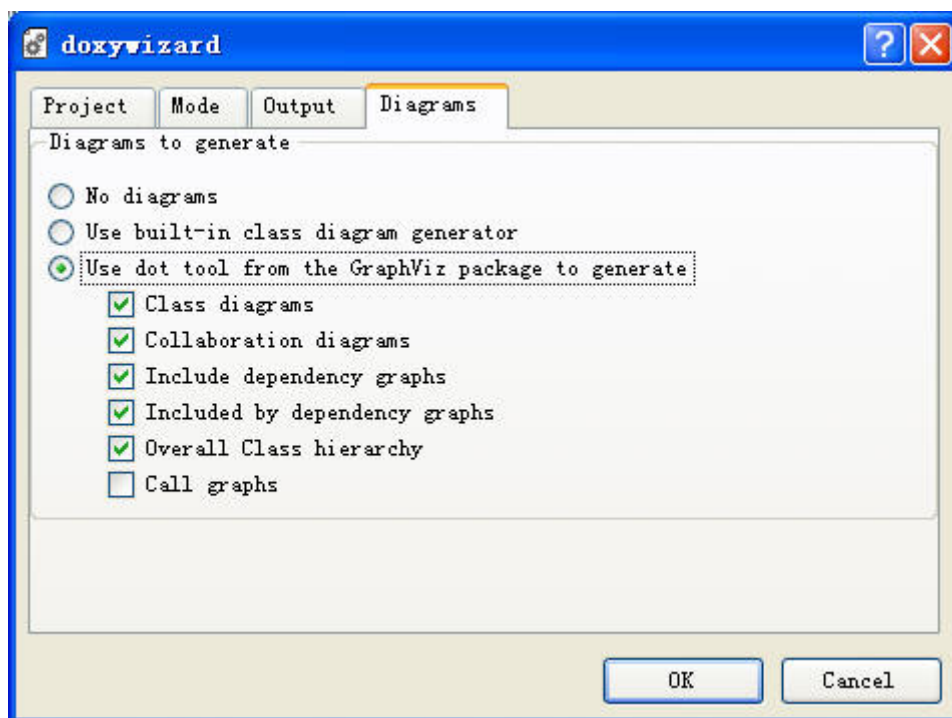 doxywizard
Project Mode Output Diagrams
Diagrams to generate
No diagrams
Use built-in class diagram generator
Use dot tool from the GraphViz package to generate
Class diagrams
Collaboration diagrams
Include dependency graphs
Included by dependency graphs
Overall Class hierarchy
Call graphs
OK Cancel